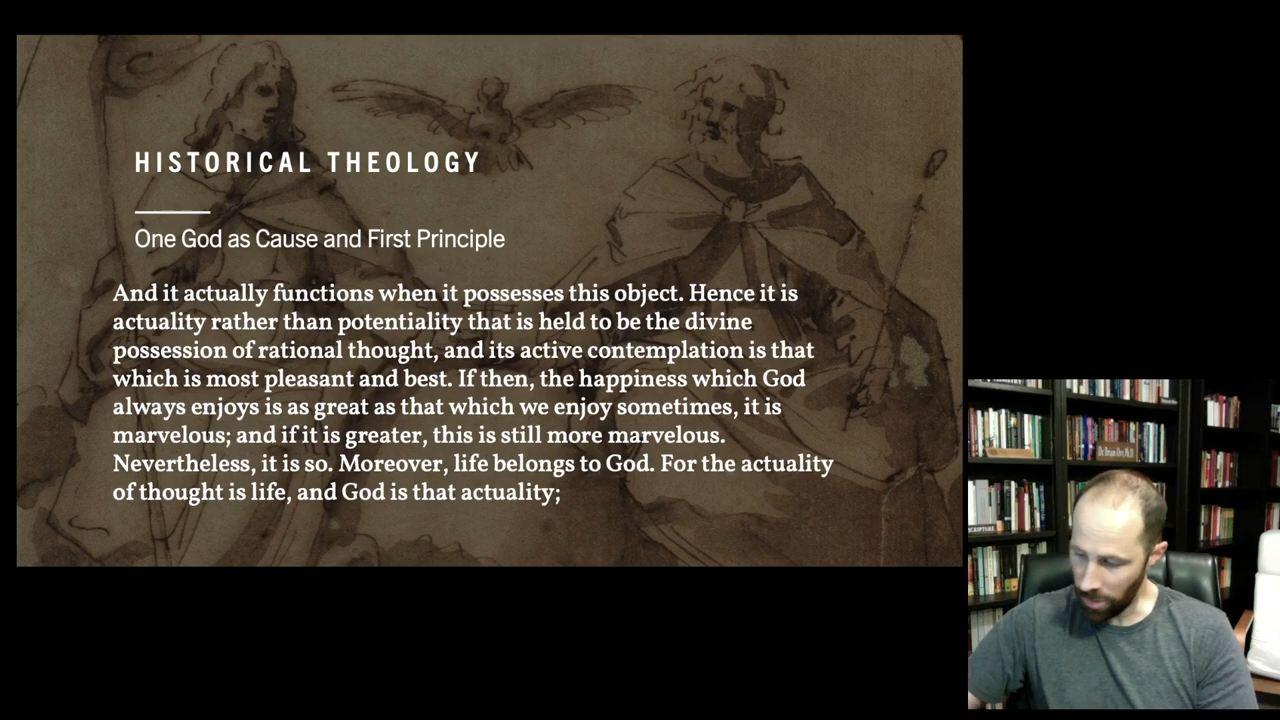 HISTORICAL THEOLOGY
One God as Cause and First Principle
And it actually functions when it possesses this object. Hence it is
actuality rather than potentiality that is held to be the divine
possession of rational thought, and its active contemplation is that
which is most pleasant and best. If then, the happiness which God
always enjoys is as great as that which we enjoy sometimes, it is
marvelous; and if it is greater, this is still more marvelous.
Nevertheless, it is so. Moreover, life belongs to God. For the actuality
of thought is life, and God is that actuality;
Dr. Brian Orr, Ph.D
SCRIPTURE